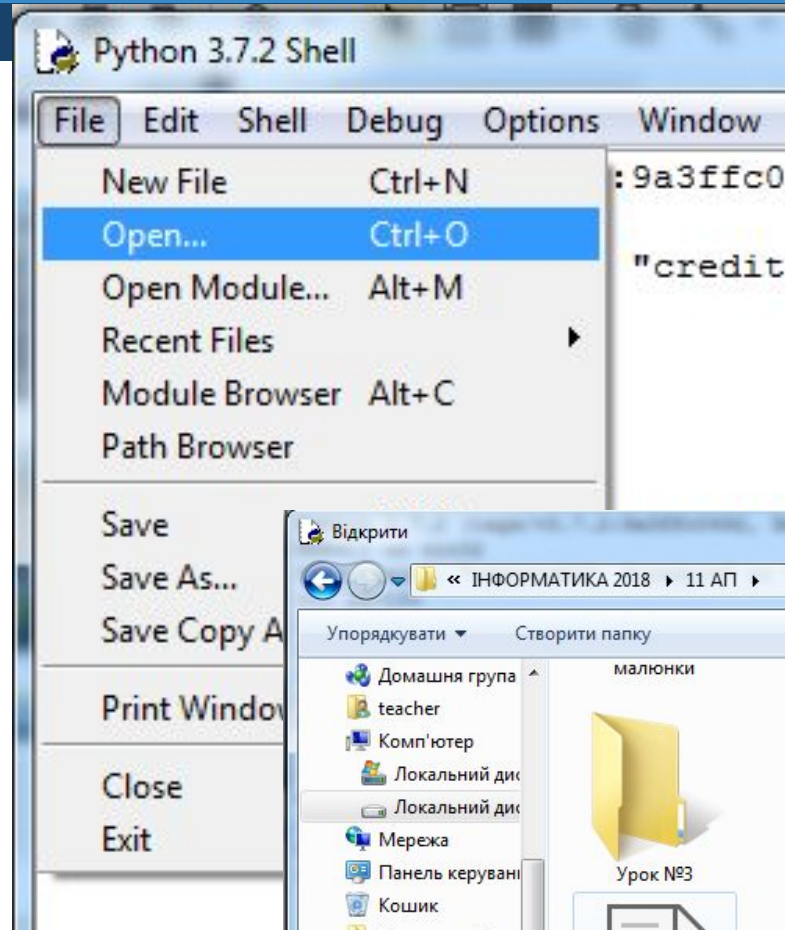 Python 3.7.2 Shell
File Edit Shell Debug Options Window
New File Ctrl+N
Open... Ctrl+O
Open Module... Alt+M
Recent Files
Module Browser Alt+C
Path Browser
Save
Save As...
Save Copy A
Print Windo
Close
Exit
:9a3ffc0
"credit
Відкрити
« ІНФОРМАТИКА 2018 11 АП
Упорядкувати Створити папку
Домашня група
teacher
Комп'ютер
Локальний дис
Локальний дис
Мережа
Панель керуванн
Кошик
малюнки
Урок №3